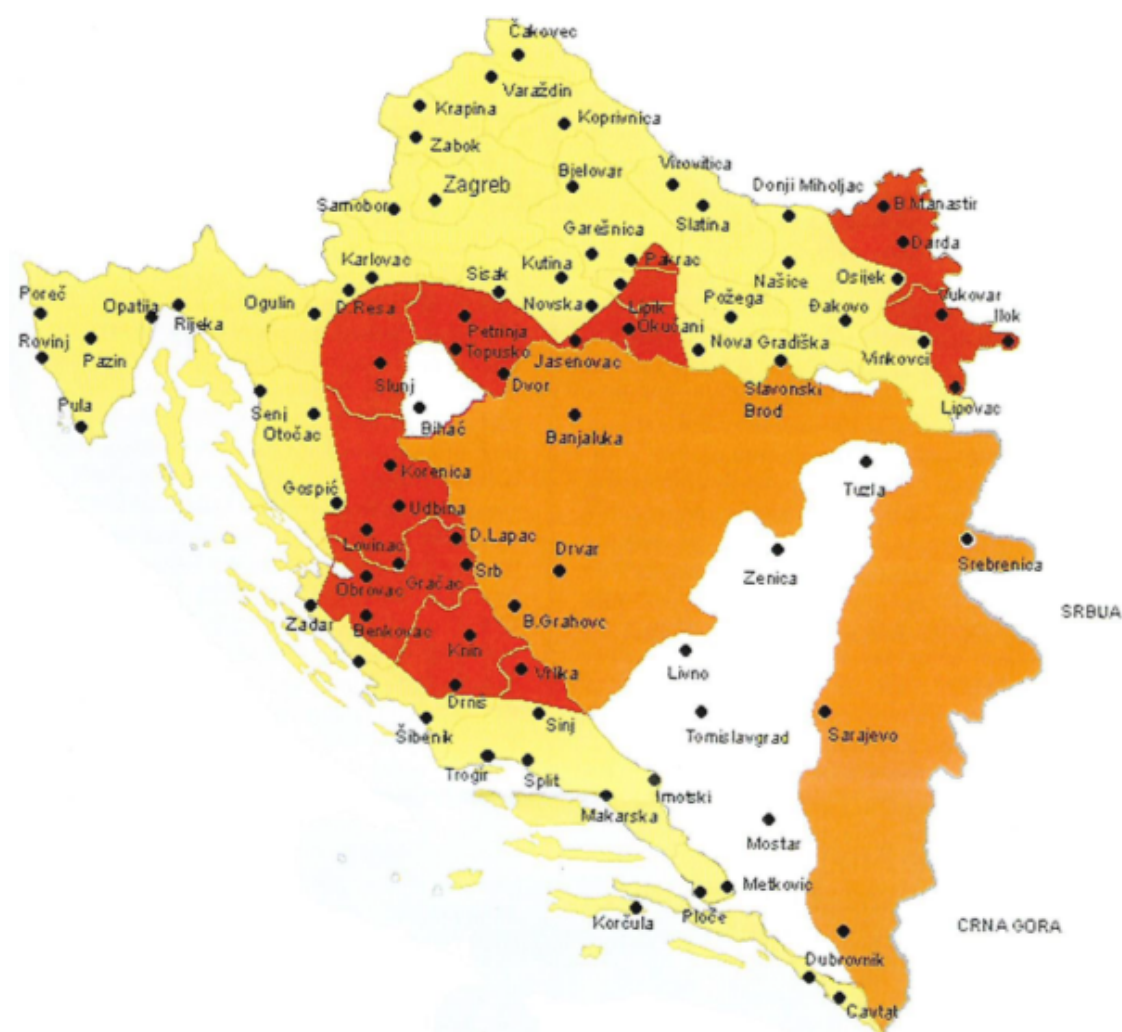 Čakovec
Varaždin
Krapina
Koprivnica
Zabok
Bjelovar
Virovitica
Zagreb
Donji Miholjac
B.Manastir
Samobor
Slatina
Garešnica
Darda
Karlovac
Sisak
Kutina
Pakrac
Našice
Osijek
Poreč
Opatija
Rijeka
Ogulin
D.Resa
Novska
Lipik
Požega
Đakovo
Vukovar
Ilok
Rovinj
Pazin
Petrinja
Okučani
Topusko
Jasenovac
Nova Gradiška
Vinkovci
Slunj
Dvor
Slavonski
Brod
Pula
Senj
Otočac
Bihać
Banjaluka
Lipovac
Korenica
Tuzla
Gospić
Udbina
Lovinac
D.Lapac
Drvar
Zenica
Srebrenica
Obrovac
Gračac
Srb
Zadar
Benkovac
B.Grahovo
SRBIJA
Knin
Vrlika
Livno
Drniš
Šibenik
Sinj
Tomislavgrad
Sarajevo
Trogir
Split
Imotski
Makarska
Mostar
Metkovic
Korčula
Ploče
CRNA GORA
Dubrovnik
Cavtat